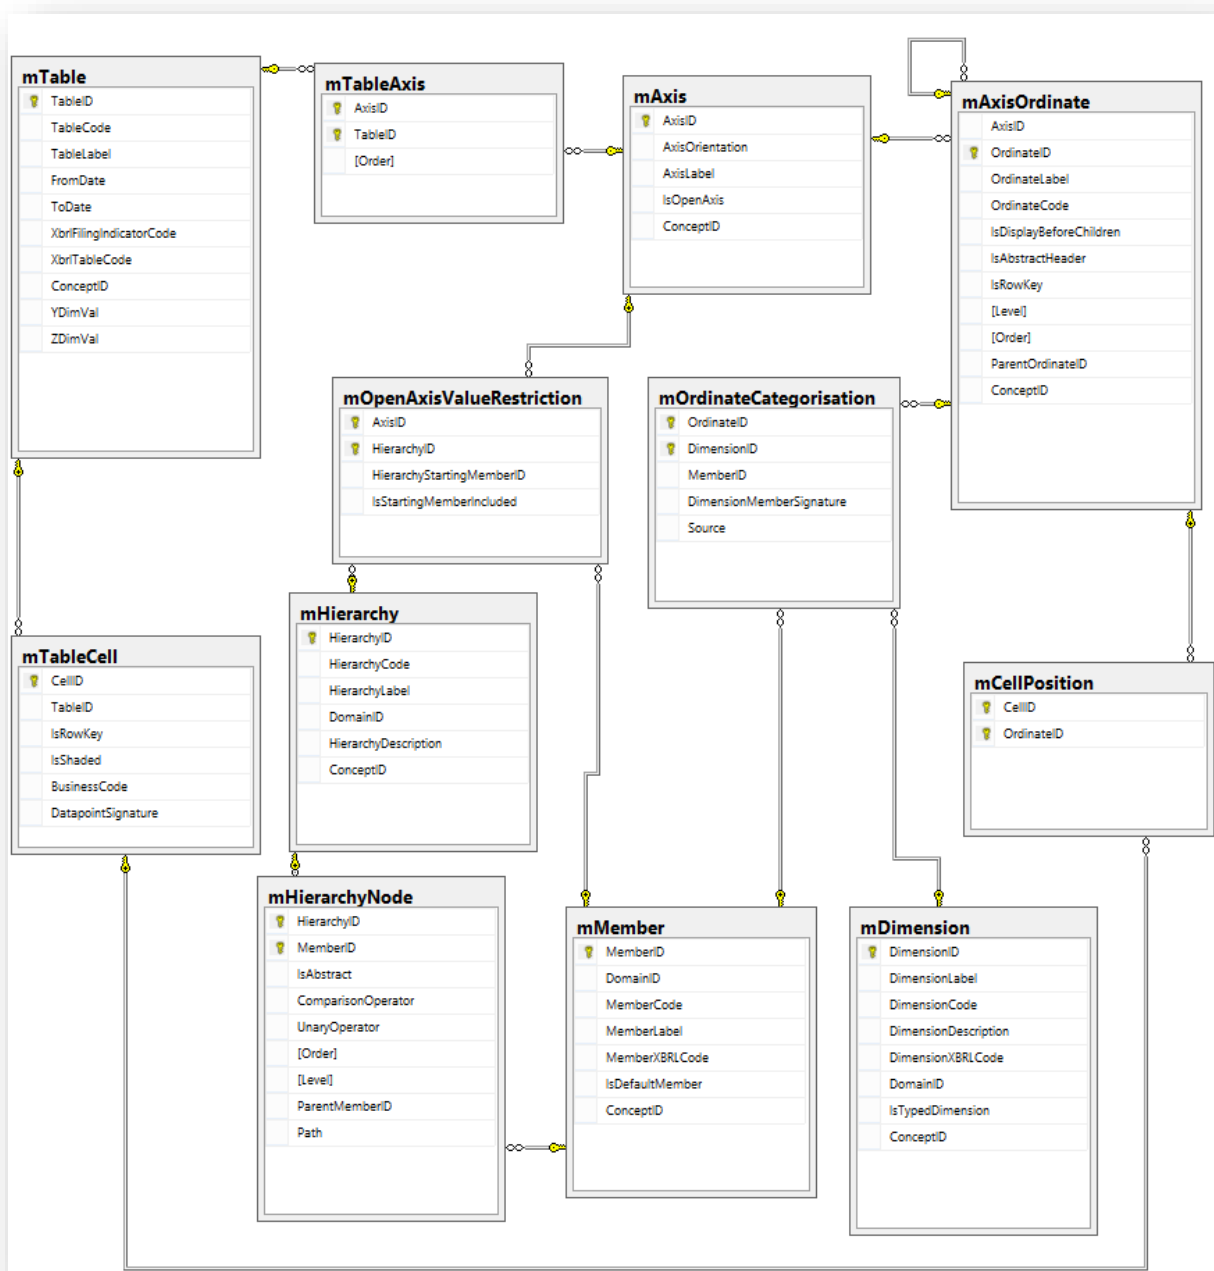 mTable
TableID
TableCode
TableLabel
FromDate
ToDate
XbrlFilingIndicatorCode
XbrlTableCode
ConceptID
YDimVal
ZDimVal
mTableAxis
AxisID
TableID
[Order]
mAxis
AxisID
AxisOrientation
AxisLabel
IsOpenAxis
ConceptID
mAxisOrdinate
AxisID
OrdinateID
OrdinateLabel
OrdinateCode
IsDisplayBeforeChildren
IsAbstractHeader
IsRowKey
[Level]
[Order]
ParentOrdinateID
ConceptID
mOpenAxisValueRestriction
AxisID
HierarchyID
HierarchyStartingMemberID
IsStartingMemberIncluded
mOrdinateCategorisation
OrdinateID
DimensionID
MemberID
DimensionMemberSignature
Source
mHierarchy
HierarchyID
HierarchyCode
HierarchyLabel
DomainID
HierarchyDescription
ConceptID
mTableCell
CellID
TableID
IsRowKey
IsShaded
BusinessCode
DatapointSignature
mCellPosition
CellID
OrdinateID
mHierarchyNode
HierarchyID
MemberID
IsAbstract
ComparisonOperator
UnaryOperator
[Order]
[Level]
ParentMemberID
Path
mMember
MemberID
DomainID
MemberCode
MemberLabel
MemberXBRLCode
IsDefaultMember
ConceptID
mDimension
DimensionID
DimensionLabel
DimensionCode
DimensionDescription
DimensionXBRLCode
DomainID
IsTypedDimension
ConceptID